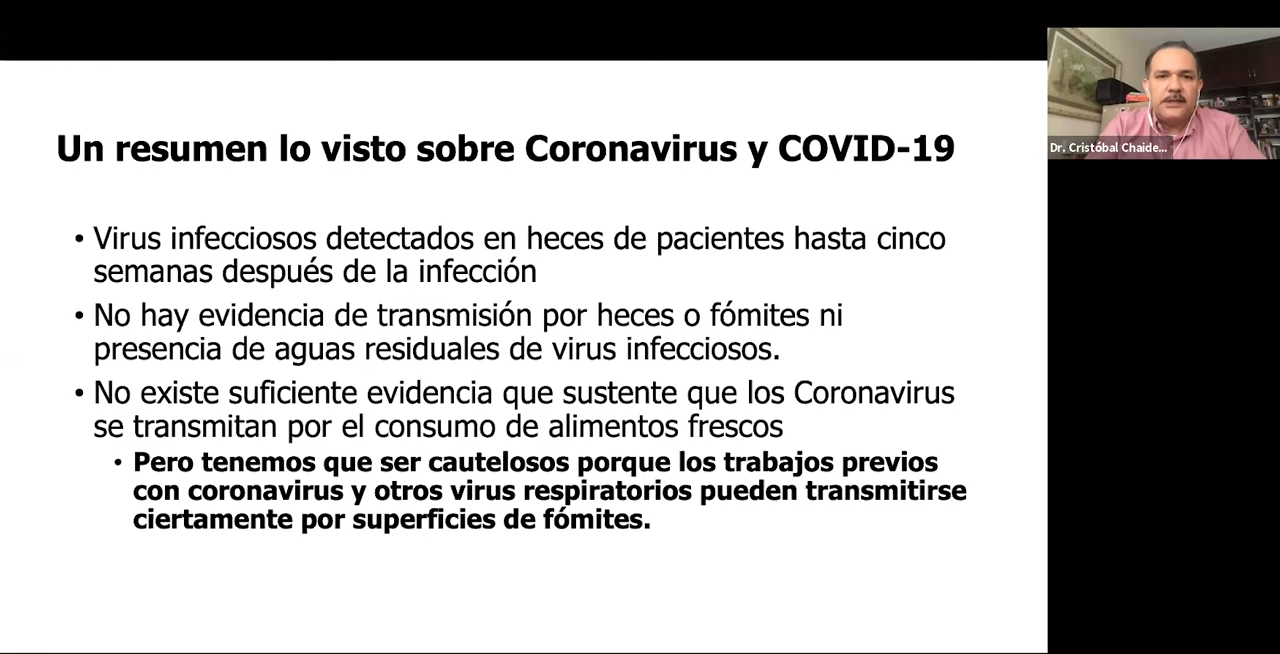 Un resumen lo visto sobre Coronavirus y COVID-19
• Virus infecciosos detectados en heces de pacientes hasta cinco
semanas después de la infección
• No hay evidencia de transmisión por heces o fómites ni
presencia de aguas residuales de virus infecciosos.
• No existe suficiente evidencia que sustente que los Coronavirus
se transmitan por el consumo de alimentos frescos
• Pero tenemos que ser cautelosos porque los trabajos previos
con coronavirus y otros virus respiratorios pueden transmitirse
ciertamente por superficies de fómites.
Dr. Cristóbal Chaide...